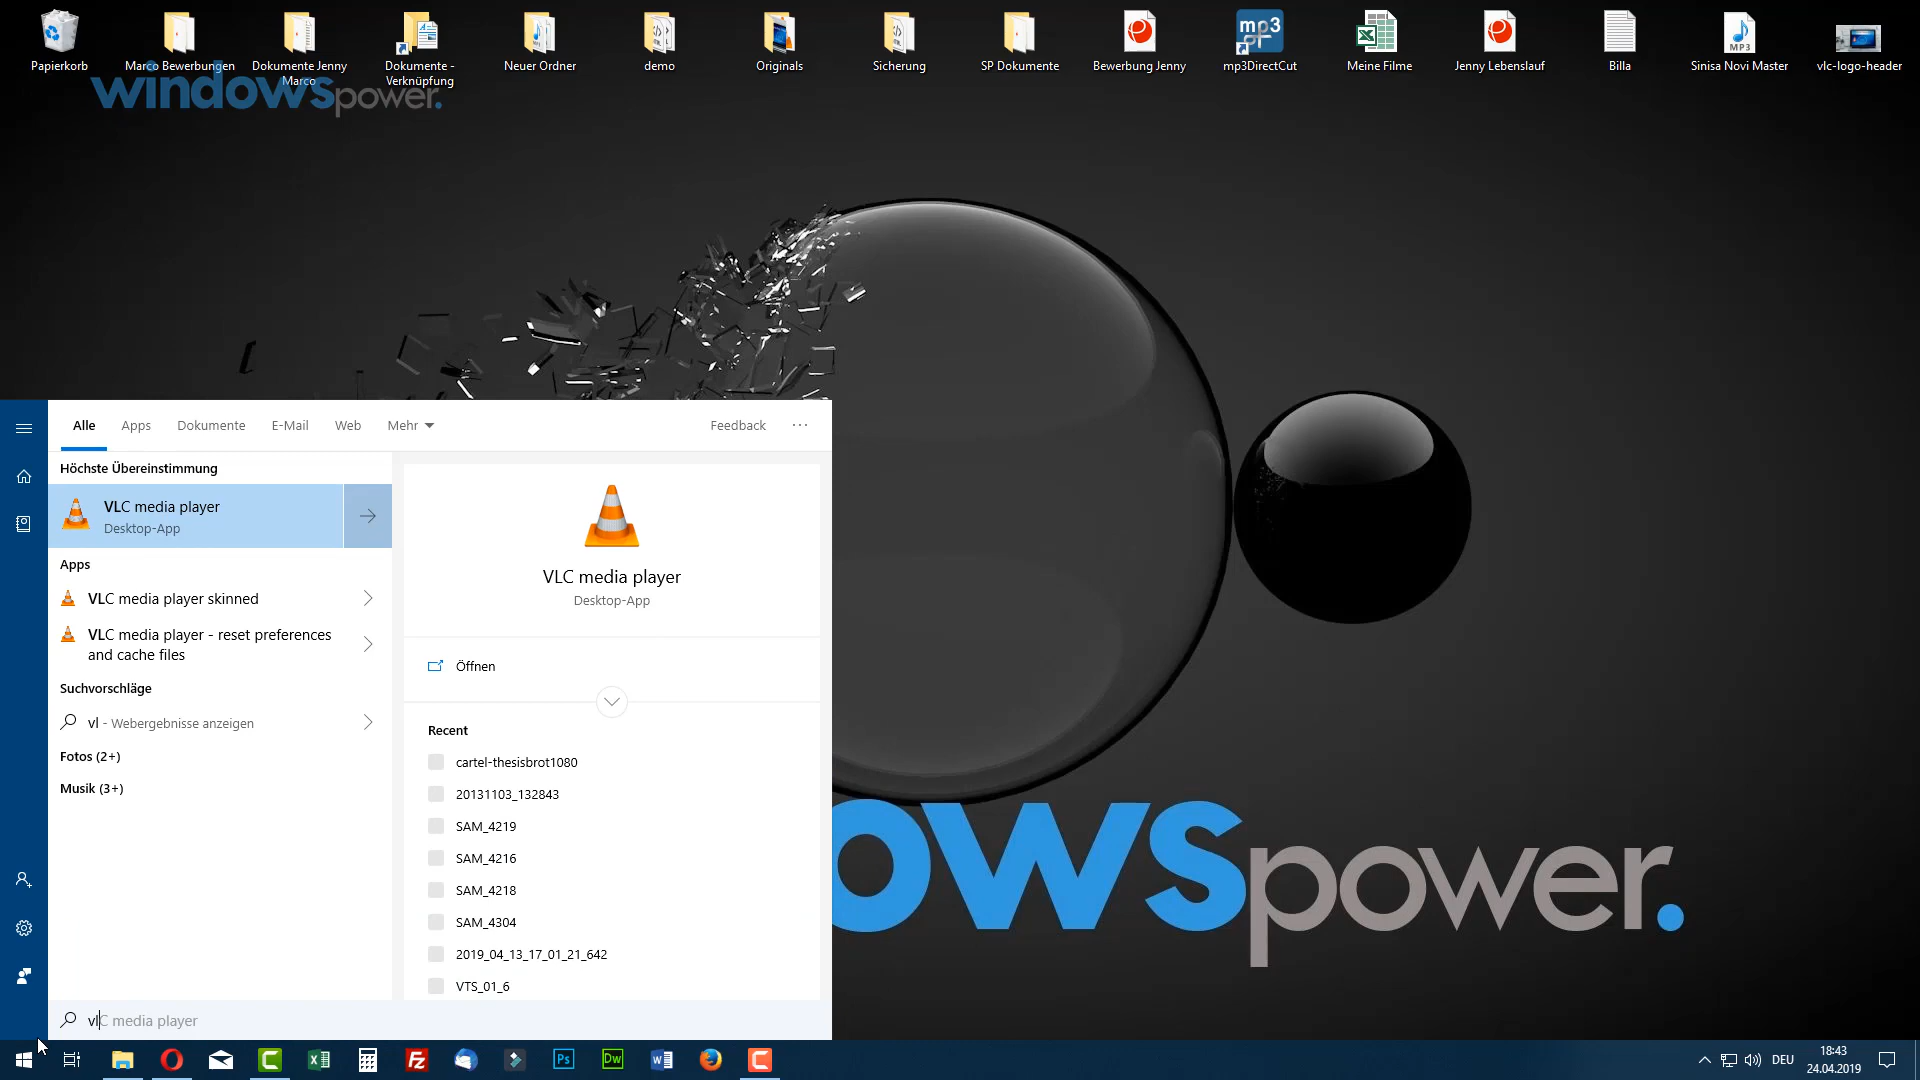 Papierkorb
Marco Bewerbungen
Dokumente Jenny
Marco
Dokumente -
Verknüpfung
Neuer Ordner
demo
Originals
Sicherung
SP Dokumente
Bewerbung Jenny
mp3
mp3DirectCut
Meine Filme
Jenny Lebenslauf
Billa
MP3
Sinisa Novi Master
vlc-logo-header
windowspower.
Alle
Apps
Dokumente
E-Mail
Web
Mehr
Feedback
Höchste Übereinstimmung
VLC media player
Desktop-App
Apps
VLC media player skinned
VLC media player - reset preferences
and cache files
Suchvorschläge
vl - Webergebnisse anzeigen
Fotos (2+)
Musik (3+)
VLC media player
Desktop-App
Öffnen
Recent
cartel-thesisbrot1080
20131103_132843
SAM_4219
SAM_4216
SAM_4218
SAM_4304
2019_04_13_17_01_21_642
VTS_01_6
owspower.
vlC media player
Ps
Dw
DEU
18:43
24.04.2019